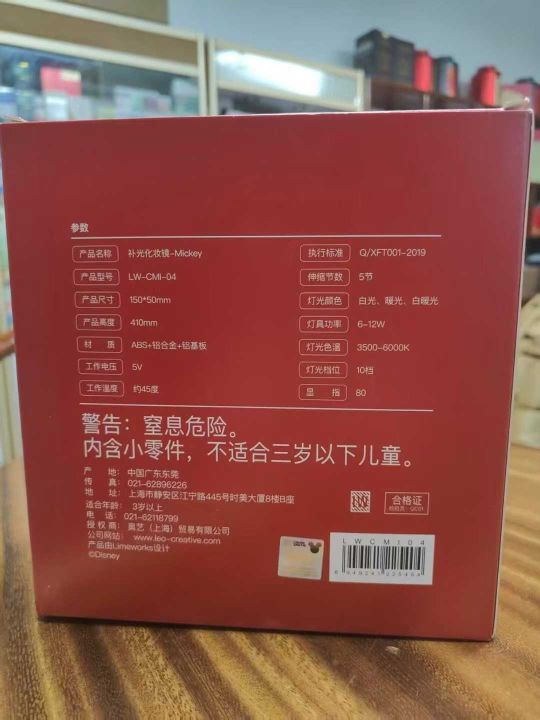 参数
产品名称 补光化妆镜-Mickey
执行标准 Q/XFT001-2019
产品型号 LW-CMI-04
伸缩节数 5节
产品尺寸 150*50mm
灯光颜色 白光、暖光、白暖光
产品高度 410mm
灯具功率 6-12W
材 质 ABS+铝合金+铝基板
灯光色温 3500-6000K
工作电压 5V
灯光档位 10档
工作温度 约45度
显 指 80
警告：窒息危险。
内含小零件，不适合三岁以下儿童。
产 地： 中国广东东莞
传 真： 021-62896226
地 址： 上海市静安区江宁路445号时美大厦8楼B座
适合年龄： 3岁以上
电 话： 021-62118799
授权商： 翼艺（上海）贸易有限公司
公司网站： www.leo-creative.com
产品由Limeworks设计
©Disney
合格证
检验员：QC01
LWCMI04